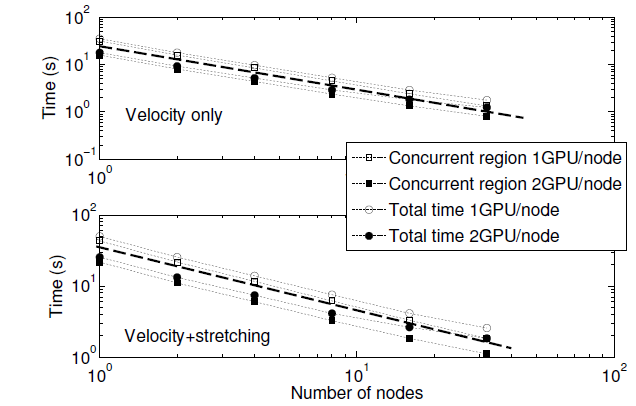 10^2
10^1
10^0
10^-1
Time (s)
Velocity only
10^0
Concurrent region 1GPU/node
Concurrent region 2GPU/node
Total time 1GPU/node
Total time 2GPU/node
10^2
10^1
10^0
Time (s)
Velocity+stretching
10^0
10^1
10^2
Number of nodes